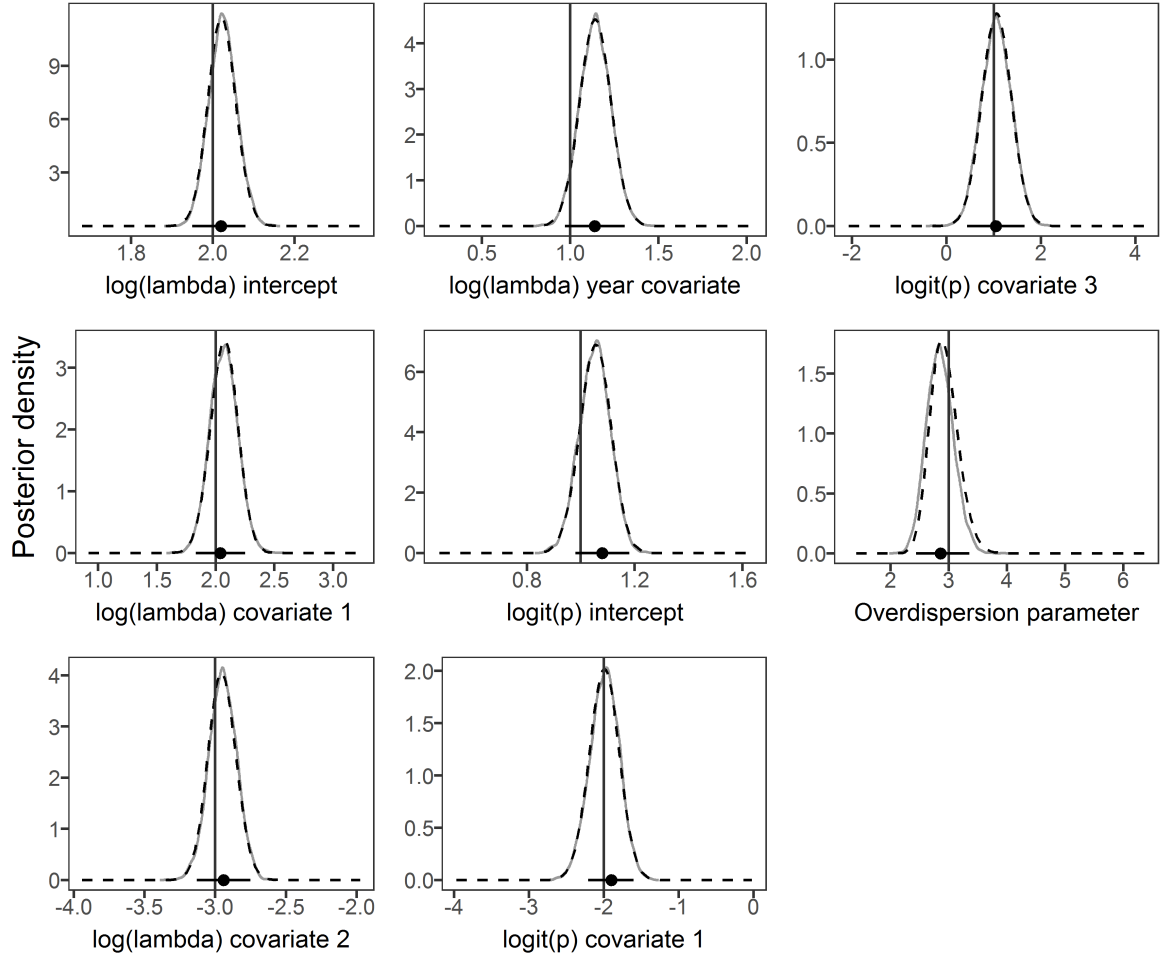 9
6
3
1.8 2.0 2.2
log(lambda) intercept
4
3
2
1
0
0.5 1.0 1.5 2.0
log(lambda) year covariate
1.0
0.5
0.0
-2 0 2 4
logit(p) covariate 3
Posterior density
3
2
1
0
1.0 1.5 2.0 2.5 3.0
log(lambda) covariate 1
6
4
2
0
0.8 1.2 1.6
logit(p) intercept
1.5
1.0
0.5
0.0
2 3 4 5 6
Overdispersion parameter
4
3
2
1
0
-4.0 -3.5 -3.0 -2.5 -2.0
log(lambda) covariate 2
2.0
1.5
1.0
0.5
0.0
-4 -3 -2 -1 0
logit(p) covariate 1